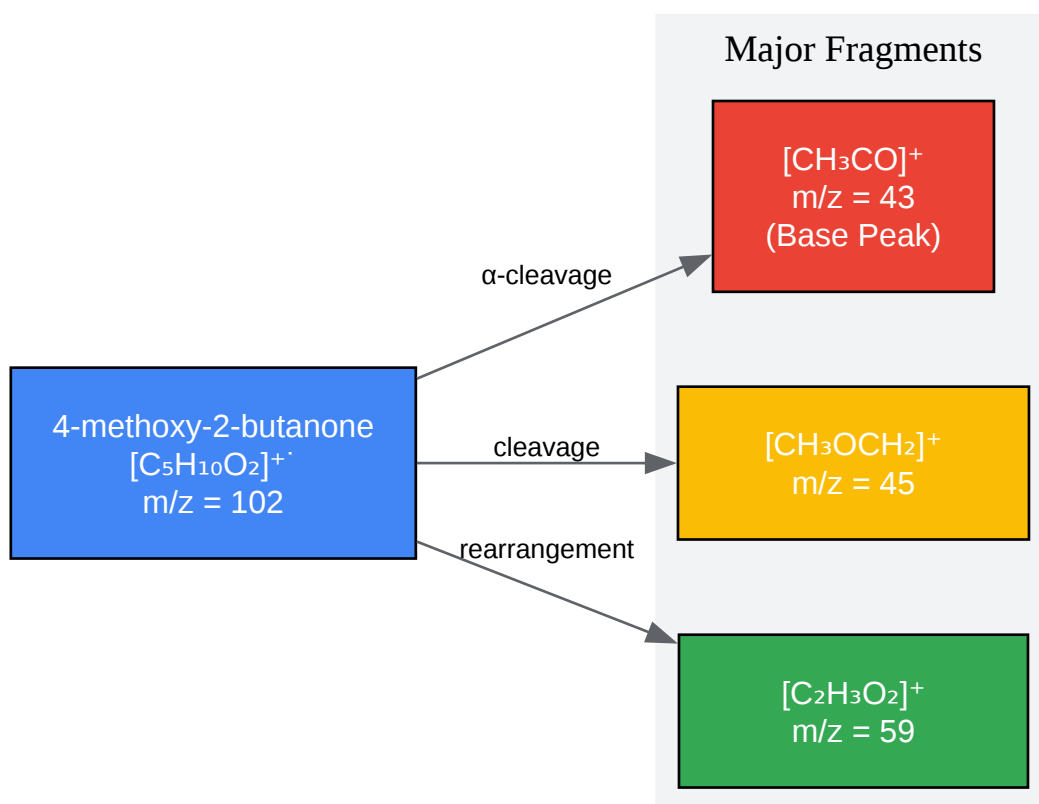 Major Fragments
[CH₃CO]⁺
m/z = 43
(Base Peak)
α-cleavage
4-methoxy-2-butanone
[C₅H₁₀O₂]⁺˙
m/z = 102
cleavage
[CH₃OCH₂]⁺
m/z = 45
rearrangement
[C₂H₃O₂]⁺
m/z = 59